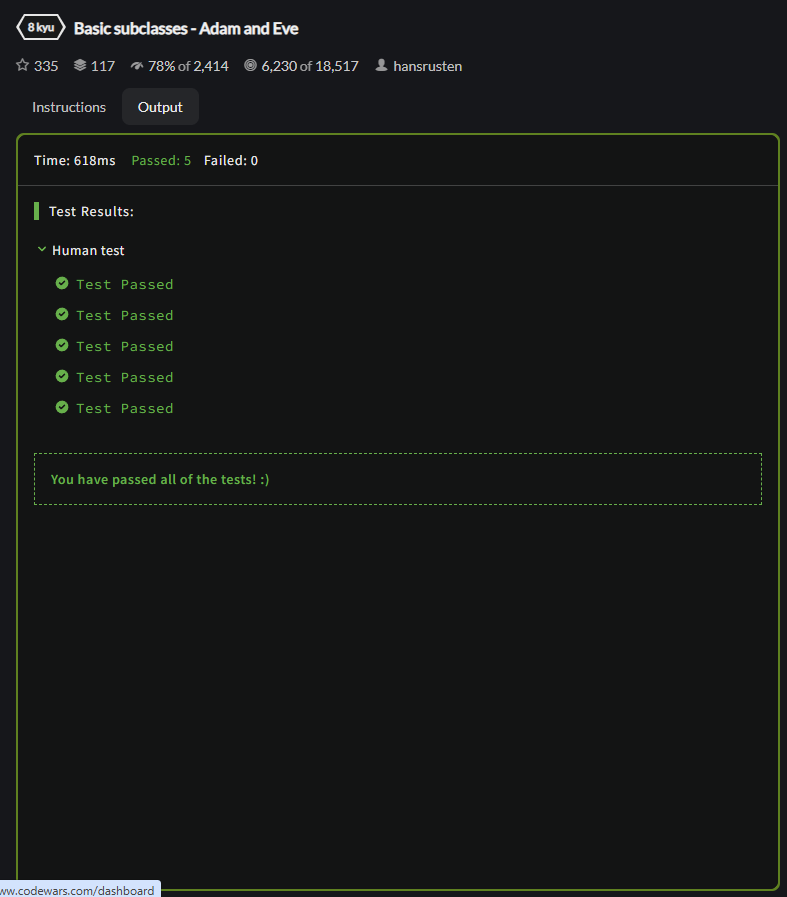 8 kyu Basic subclasses - Adam and Eve
335 117 78% of 2,414 6,230 of 18,517 hansrusten
Instructions Output
Time: 618ms Passed: 5 Failed: 0
Test Results:
Human test
Test Passed
Test Passed
Test Passed
Test Passed
Test Passed
You have passed all of the tests! :)
ww.codewars.com/dashboard